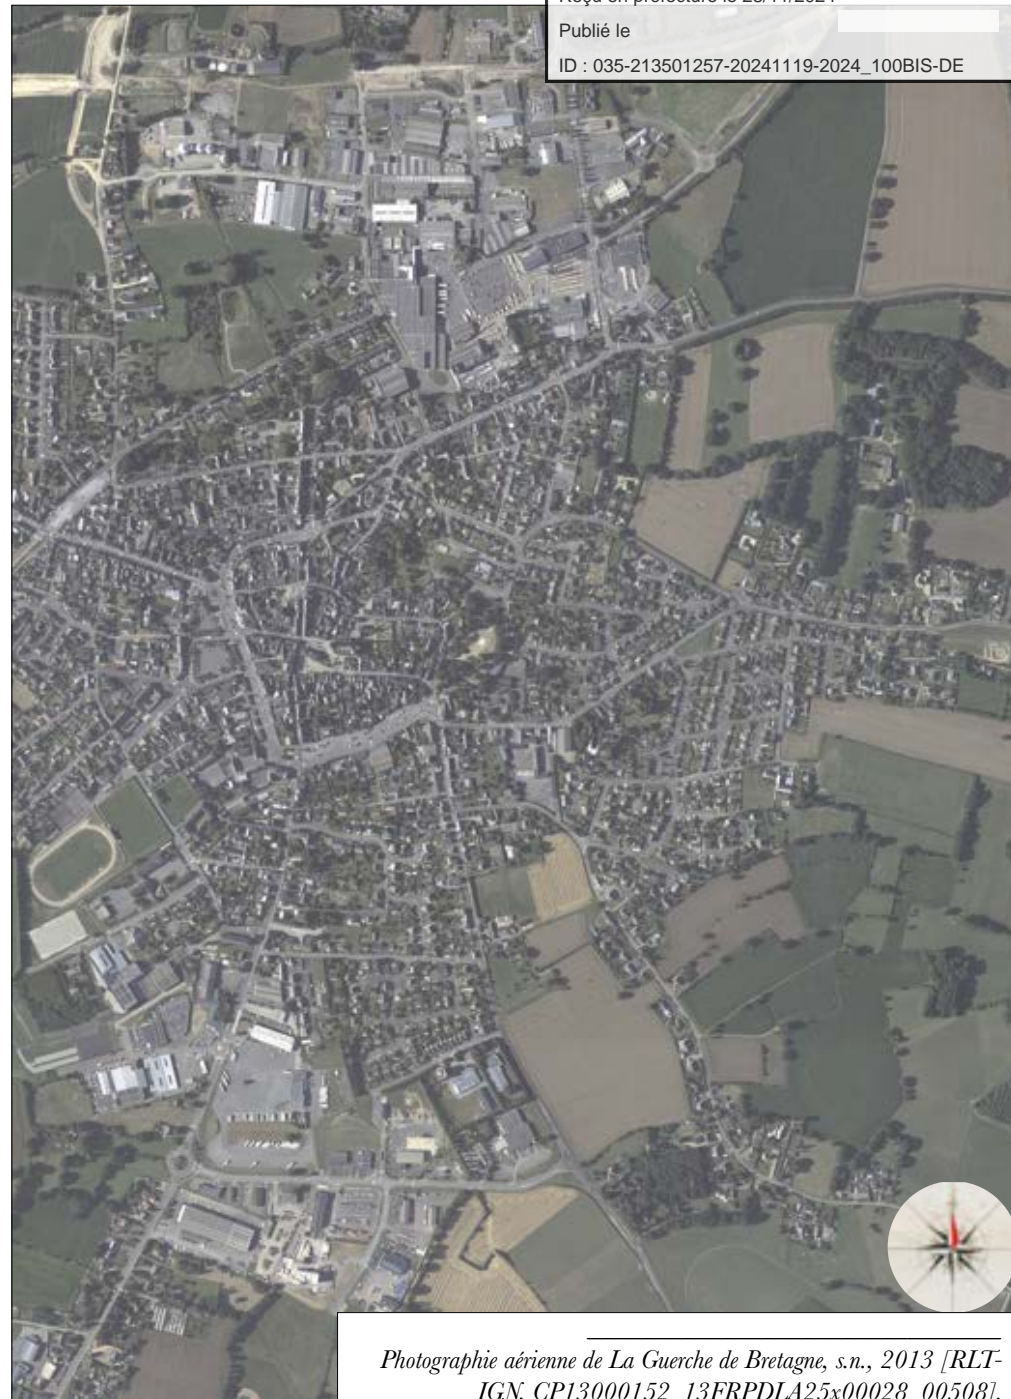 Publié le
ID : 035-213501257-20241119-2024_100BIS-DE
Photographie aérienne de La Guerche de Bretagne, s.n., 2013 [RLT-
IGN, CP13000152_13FRPDLA25x00028_00508].